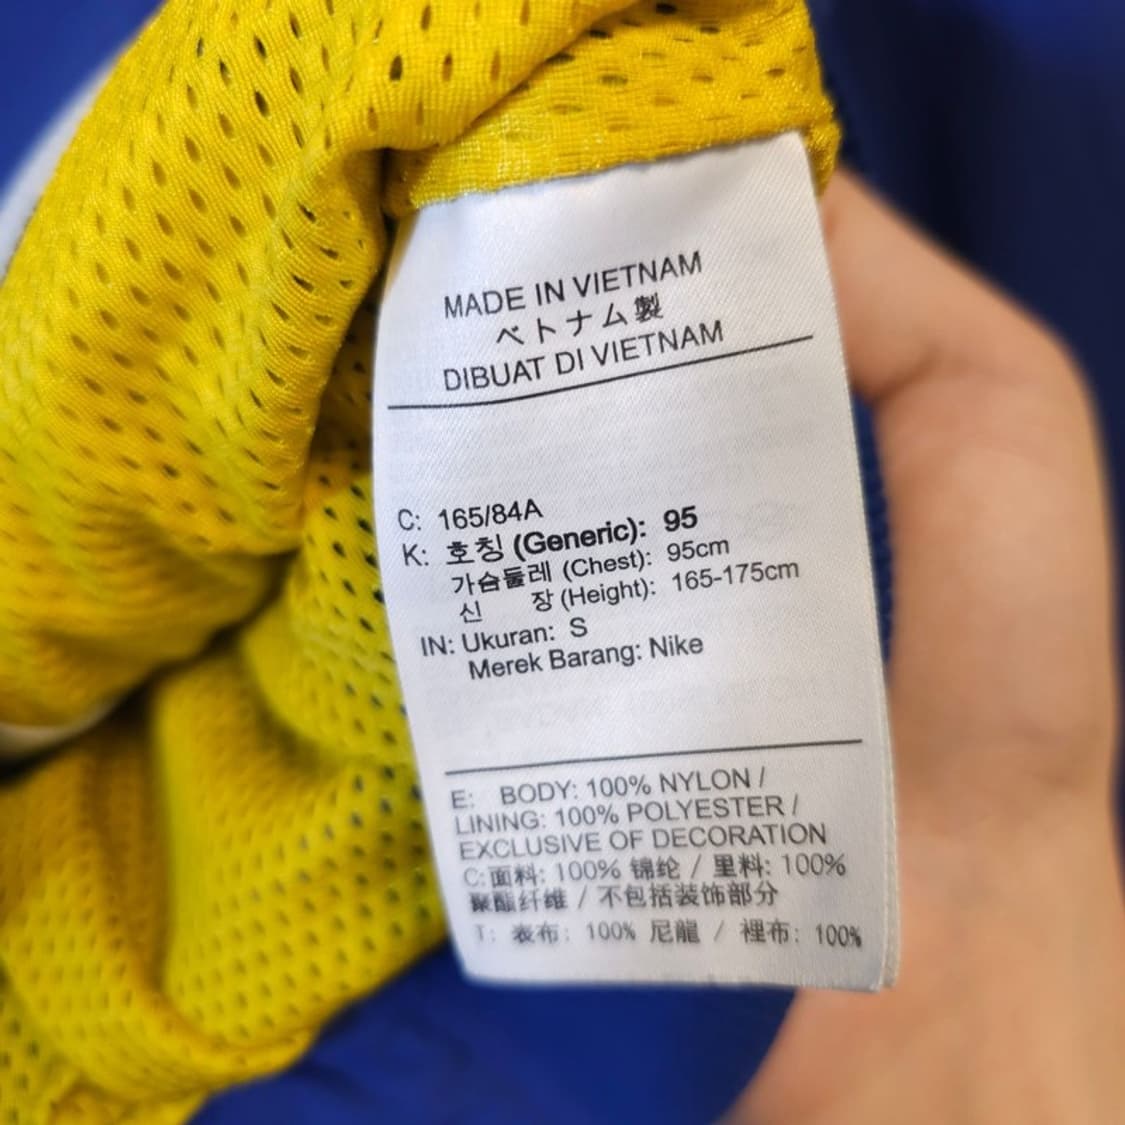 MADE IN VIETNAM
ベトナム製
DIBUAT DI VIETNAM
C: 165/84A
K: 호칭 (Generic): 95
가슴둘레 (Chest): 95cm
신 장 (Height): 165-175cm
IN: Ukuran: S
Merek Barang: Nike
E: BODY: 100% NYLON /
LINING: 100% POLYESTER /
EXCLUSIVE OF DECORATION
C:面料: 100% 锦纶 / 里料: 100%
聚酯纤维 / 不包括装饰部分
T: 表布: 100% 尼龍 / 裡布: 100%